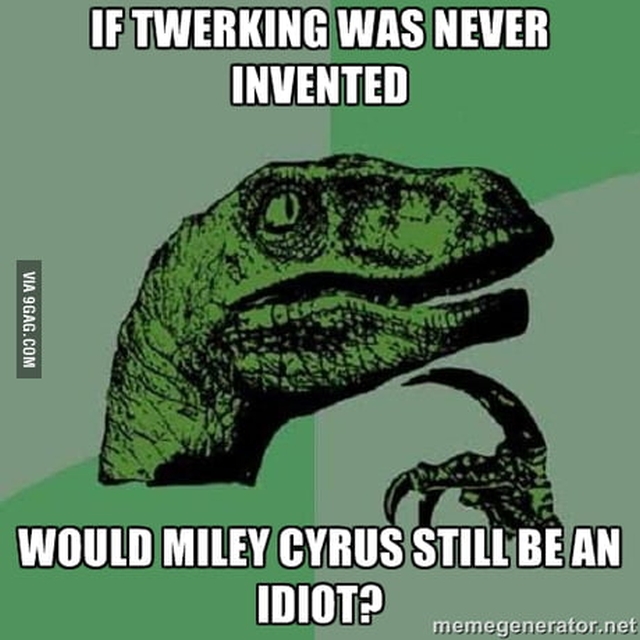 IF TWERKING WAS NEVER
INVENTED
VIA 9GAG.COM
WOULD MILEY CYRUS STILL BE AN
IDIOT?
memegenerator.net